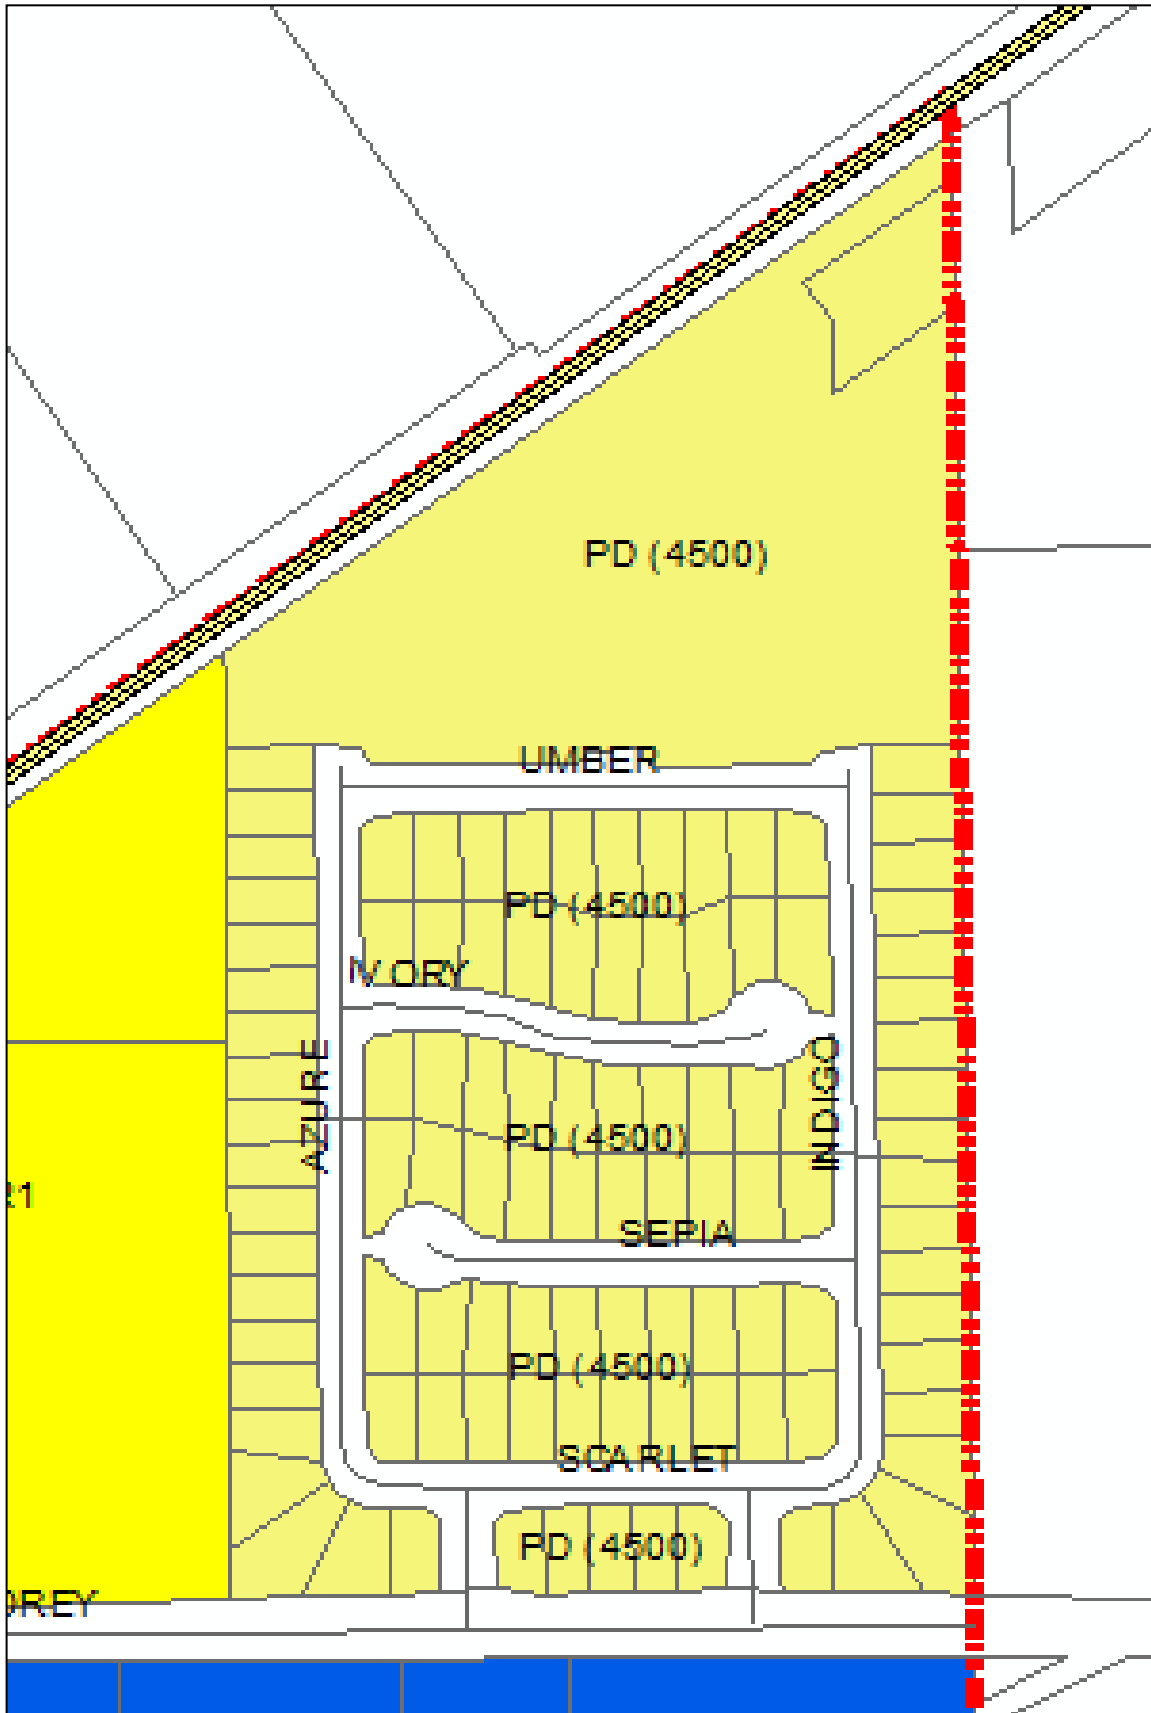 PD (4500)
UMBER
PD (4500)
IVORY
AZURE
INDIGO
PD (4500)
SEPIA
PD (4500)
SCARLET
PD (4500)
OREY